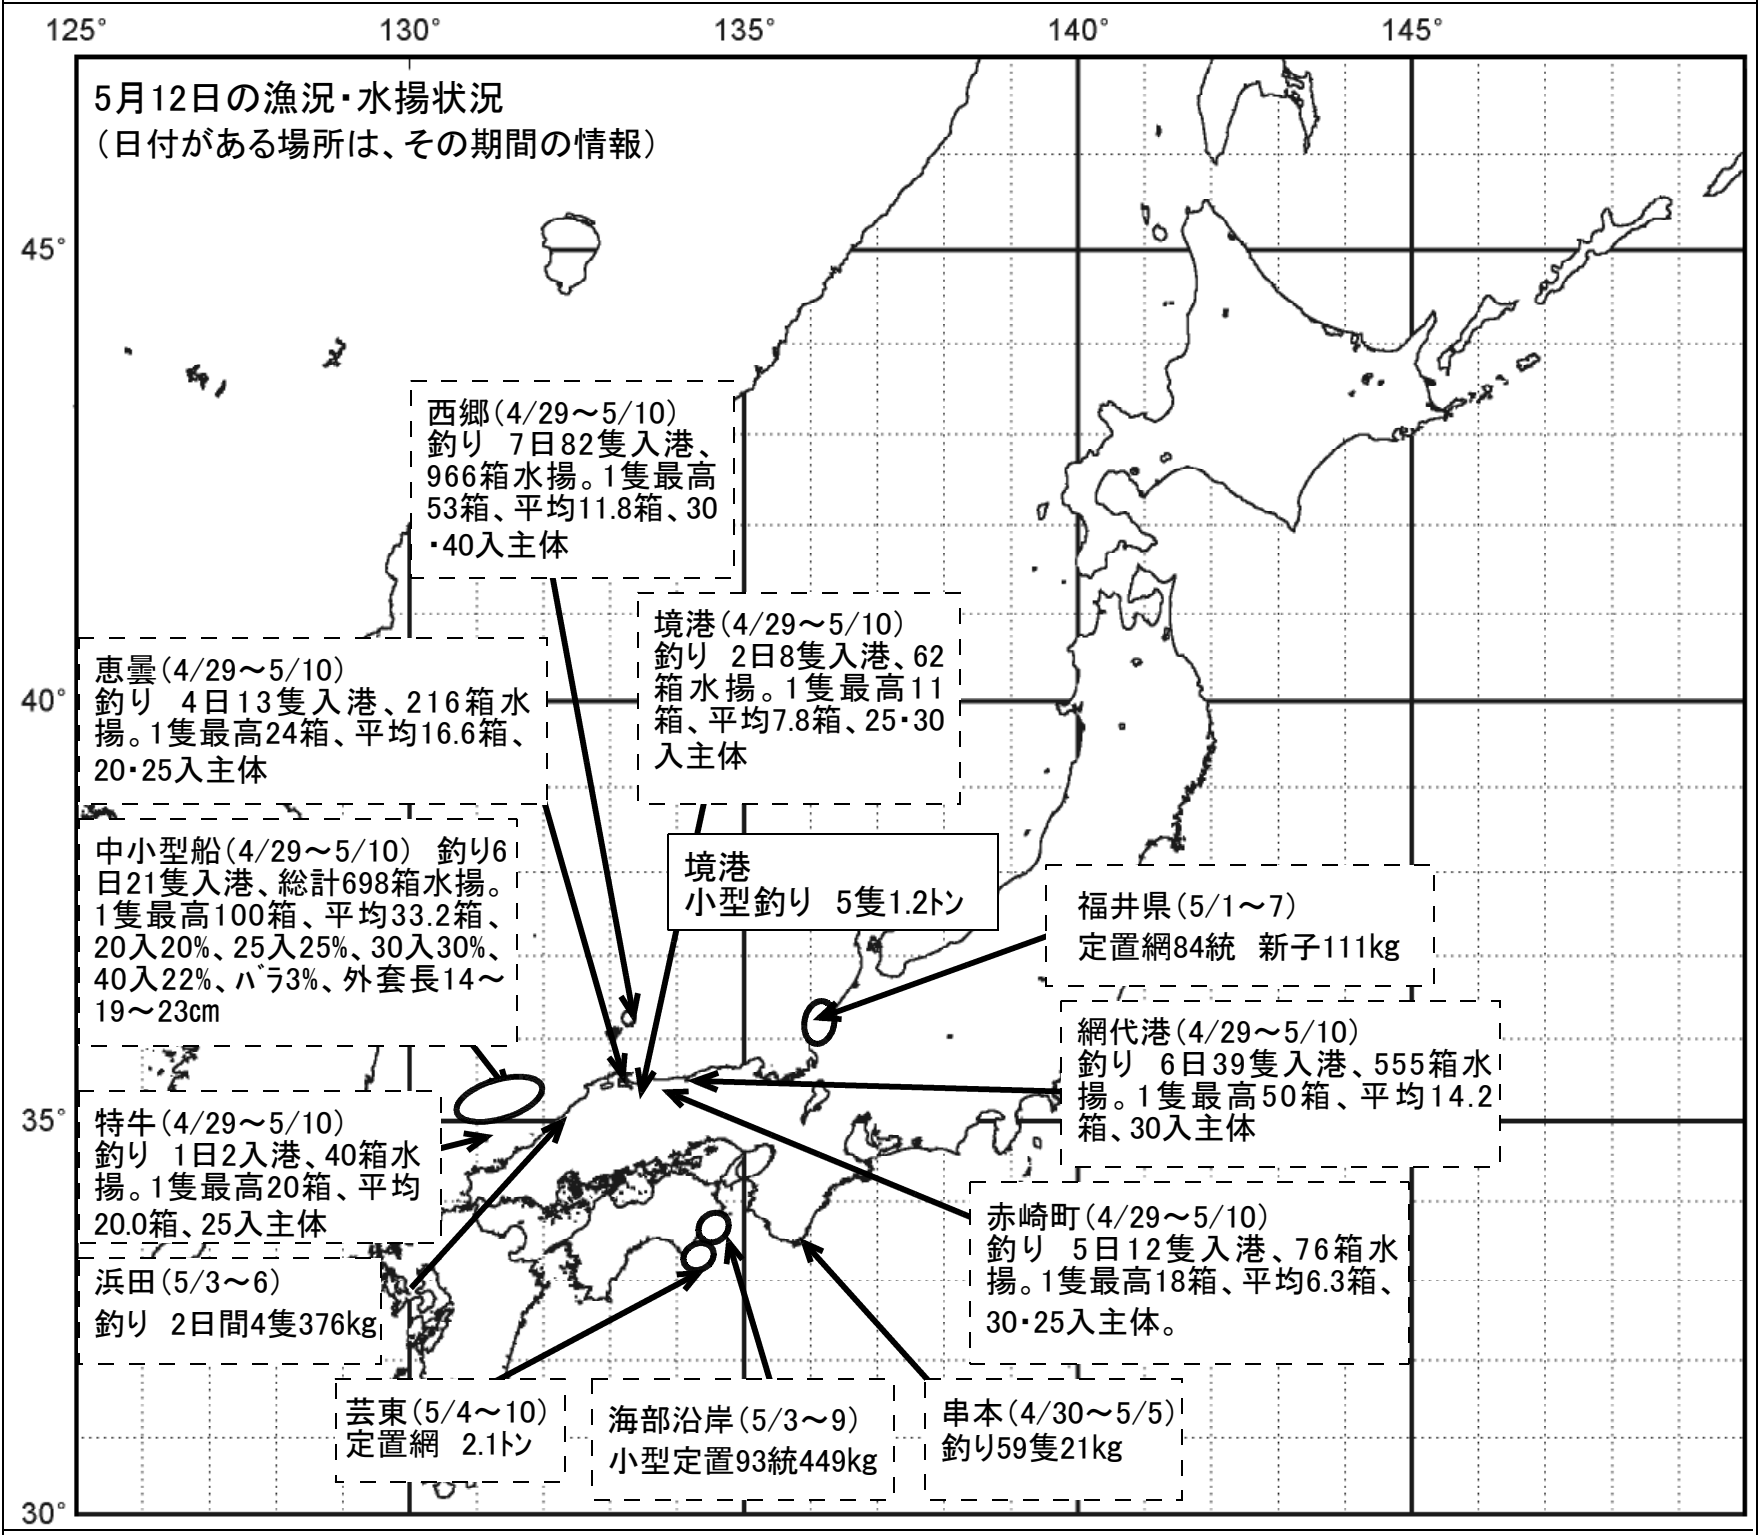 125° 130° 135° 140° 145°
5月12日の漁況・水揚状況
（日付がある場所は、その期間の情報）
45°
西郷（4/29～5/10）
釣り　7日82隻入港、
966箱水揚。1隻最高
53箱、平均11.8箱、30
・40入主体
境港（4/29～5/10）
釣り　2日8隻入港、62
箱水揚。1隻最高11
箱、平均7.8箱、25・30
入主体
恵曇（4/29～5/10）
釣り　4日13隻入港、216箱水
揚。1隻最高24箱、平均16.6箱、
20・25入主体
40°
中小型船（4/29～5/10）　釣り6
日21隻入港、総計698箱水揚。
1隻最高100箱、平均33.2箱、
20入20%、25入25%、30入30%、
40入22%、ﾊﾞﾗ3%、外套長14～
19～23cm
境港
小型釣り　5隻1.2ﾄﾝ
福井県（5/1～7）
定置網84統　新子111kg
網代港（4/29～5/10）
釣り　6日39隻入港、555箱水
揚。1隻最高50箱、平均14.2
箱、30入主体
35°
特牛（4/29～5/10）
釣り　1日2入港、40箱水
揚。1隻最高20箱、平均
20.0箱、25入主体
赤崎町（4/29～5/10）
釣り　5日12隻入港、76箱水
揚。1隻最高18箱、平均6.3箱、
30・25入主体。
浜田（5/3～6）
釣り　2日間4隻376kg
芸東（5/4～10）
定置網　2.1ﾄﾝ
海部沿岸（5/3～9）
小型定置93統449kg
串本（4/30～5/5）
釣り59隻21kg
30°